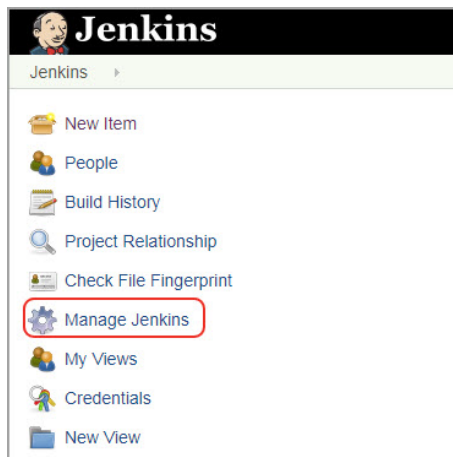 Jenkins
Jenkins
New Item
People
Build History
Project Relationship
Check File Fingerprint
Manage Jenkins
My Views
Credentials
New View